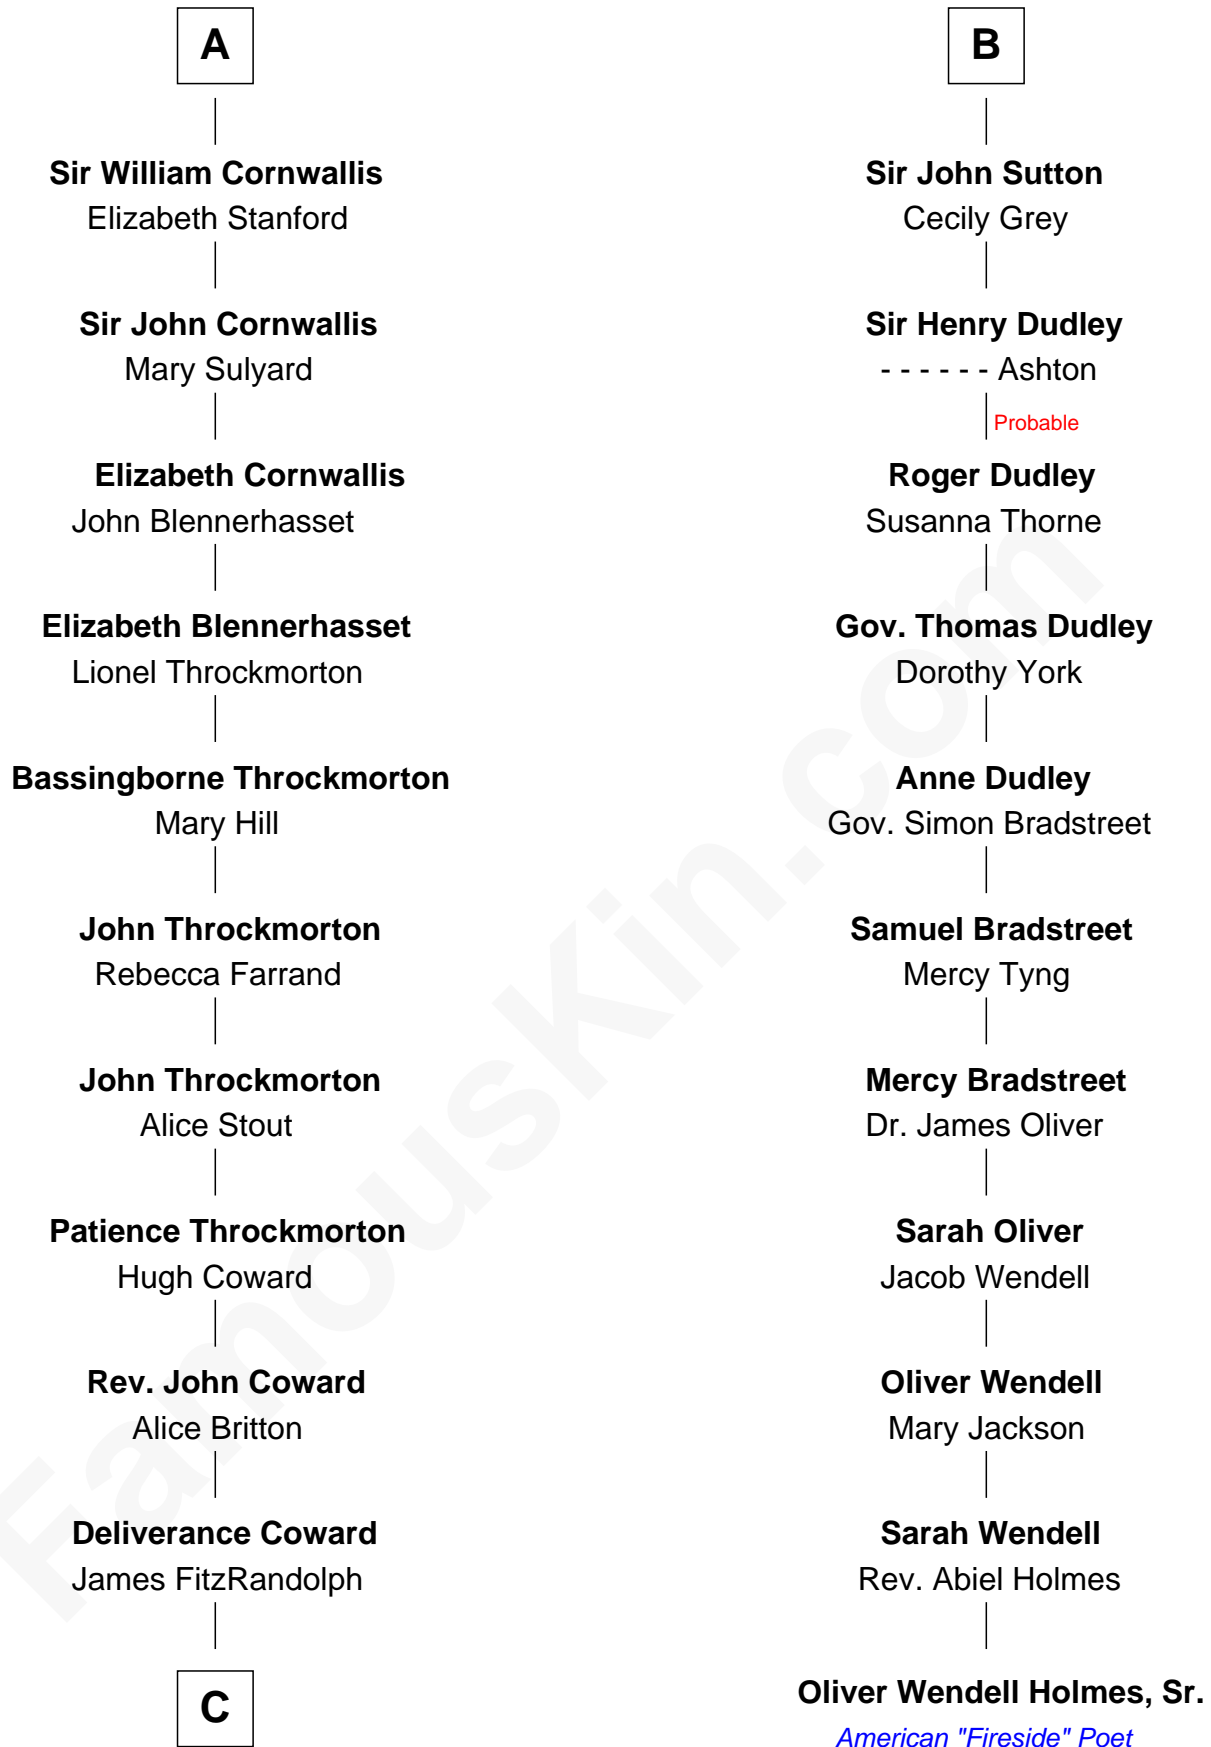 A
Sir William Cornwallis
Elizabeth Stanford
Sir John Cornwallis
Mary Sulyard
Elizabeth Cornwallis
John Blennerhasset
Elizabeth Blennerhasset
Lionel Throckmorton
Bassingborne Throckmorton
Mary Hill
John Throckmorton
Rebecca Farrand
John Throckmorton
Alice Stout
Patience Throckmorton
Hugh Coward
Rev. John Coward
Alice Britton
Deliverance Coward
James FitzRandolph
C
B
Sir John Sutton
Cecily Grey
Sir Henry Dudley
- - - - - - Ashton
Probable
Roger Dudley
Susanna Thorne
Gov. Thomas Dudley
Dorothy York
Anne Dudley
Gov. Simon Bradstreet
Samuel Bradstreet
Mercy Tyng
Mercy Bradstreet
Dr. James Oliver
Sarah Oliver
Jacob Wendell
Oliver Wendell
Mary Jackson
Sarah Wendell
Rev. Abiel Holmes
Oliver Wendell Holmes, Sr.
American "Fireside" Poet
FamousKin.com